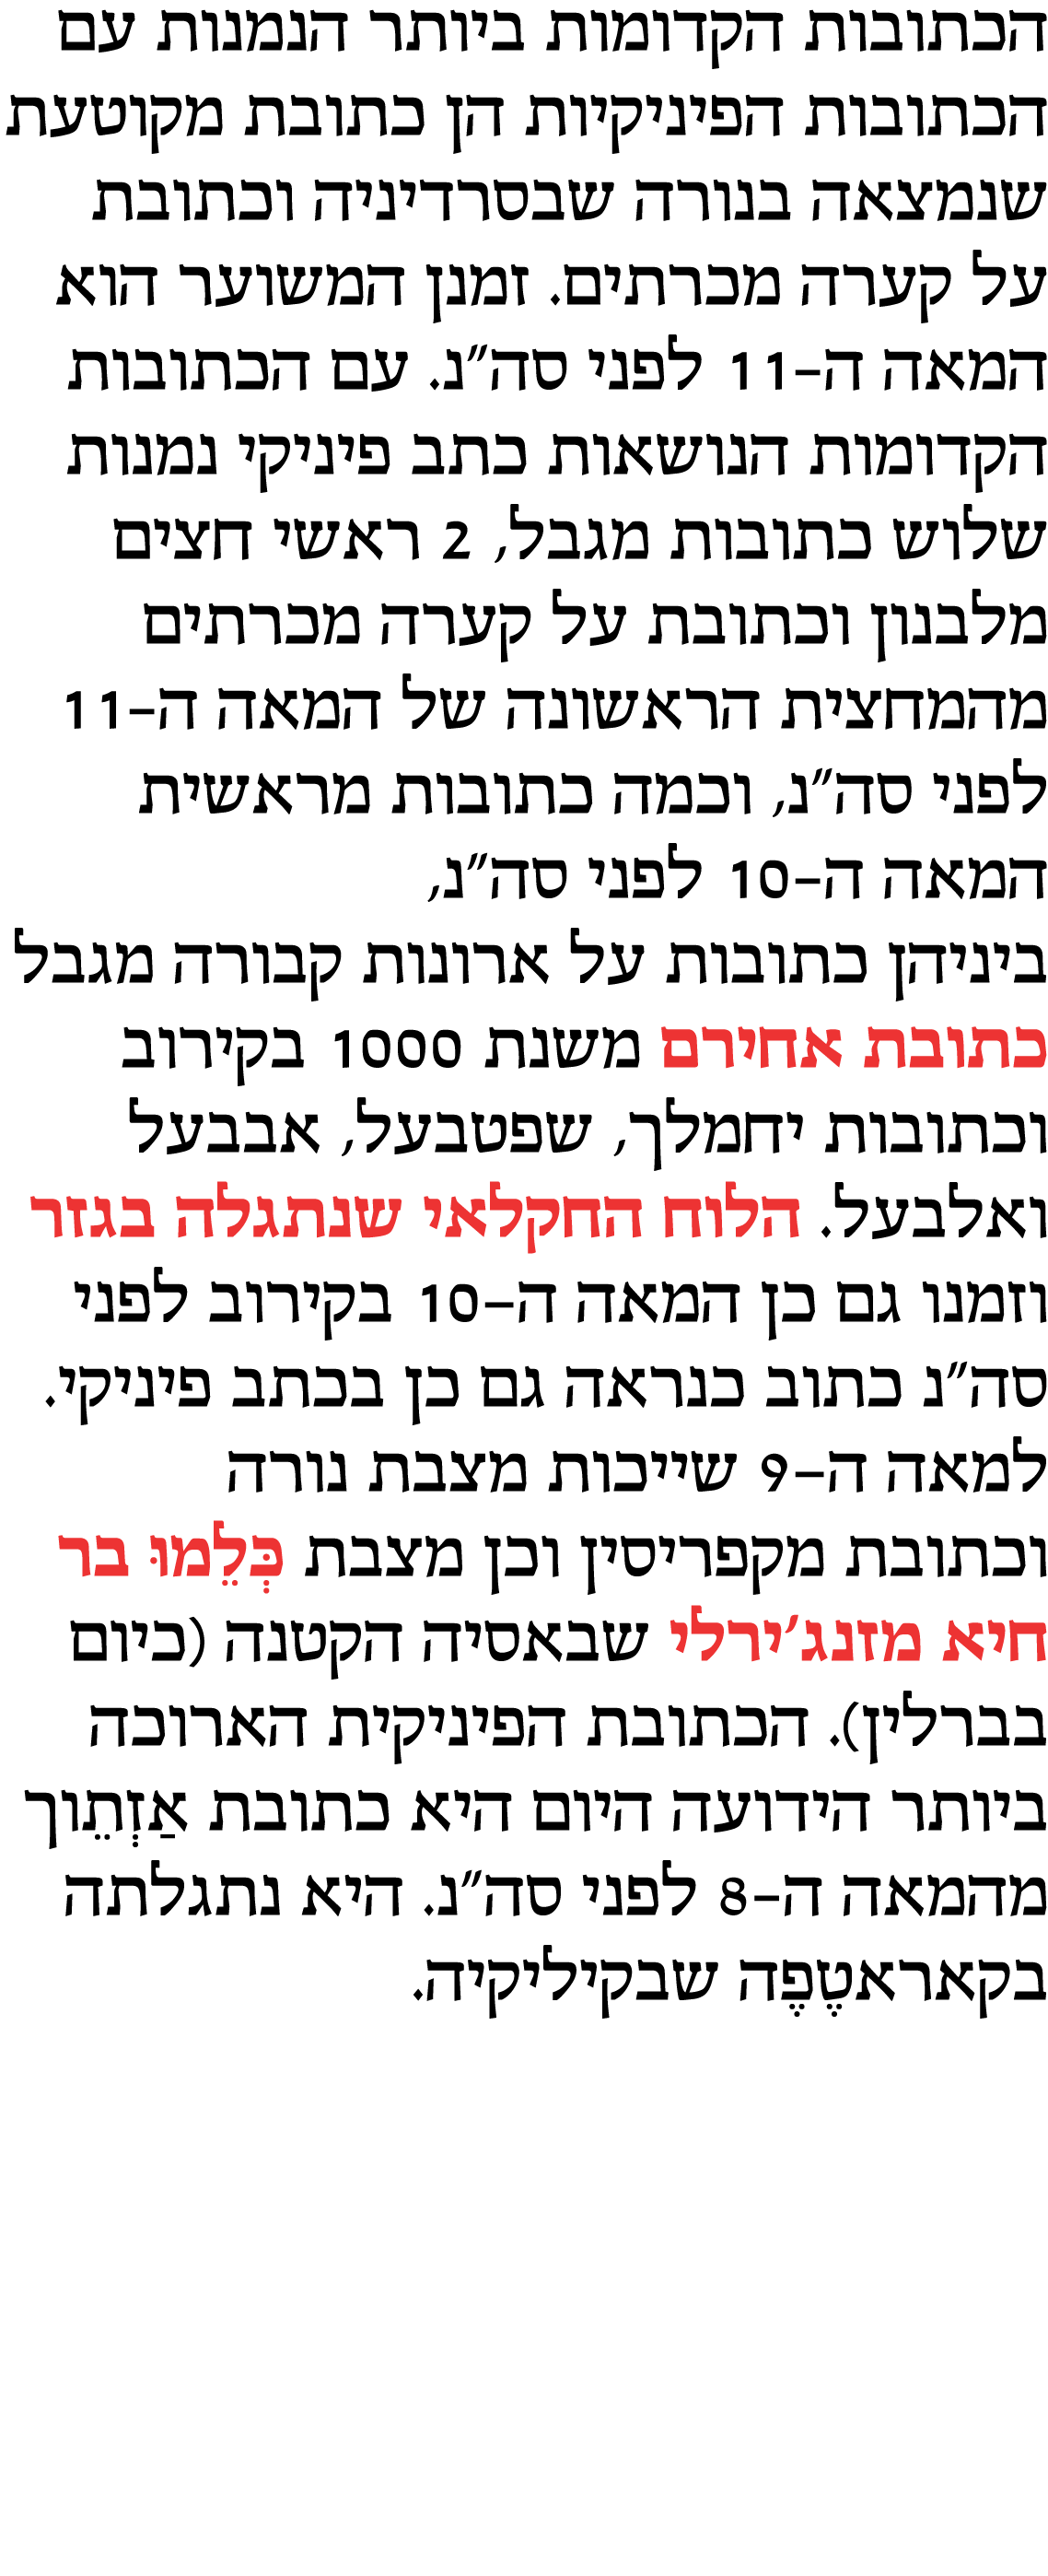 הכתובות הקדומות ביותר הנמנות עם
הכתובות הפיניקיות הן כתובת מקוטעת
שנמצאה בנורה שבסרדיניה וכתובת
על קערה מכרתים. זמנן המשוער הוא
המאה ה-11 לפני סה"נ. עם הכתובות
הקדומות הנושאות כתב פיניקי נמנות
שלוש כתובות מגבל, 2 ראשי חצים
מלבנון וכתובת על קערה מכרתים
מהמחצית הראשונה של המאה ה-11
לפני סה"נ, וכמה כתובות מראשית
המאה ה-10 לפני סה"נ,
ביניהן כתובות על ארונות קבורה מגבל
כתובת אחירם משנת 1000 בקירוב
וכתובות יחמלך, שפטבעל, אבבעל
ואלבעל. הלוח החקלאי שנתגלה בגזר
וזמנו גם כן המאה ה-10 בקירוב לפני
סה"נ כתוב כנראה גם כן בכתב פיניקי.
למאה ה-9 שייכות מצבת נורה
וכתובת מקפריסין וכן מצבת כְּלֵמוּ בר
חיא מזנג'ירלי שבאסיה הקטנה (כיום
בברלין). הכתובת הפיניקית הארוכה
ביותר הידועה היום היא כתובת אַזְתֵוך
מהמאה ה-8 לפני סה"נ. היא נתגלתה
בקאראטֶפֶה שבקיליקיה.